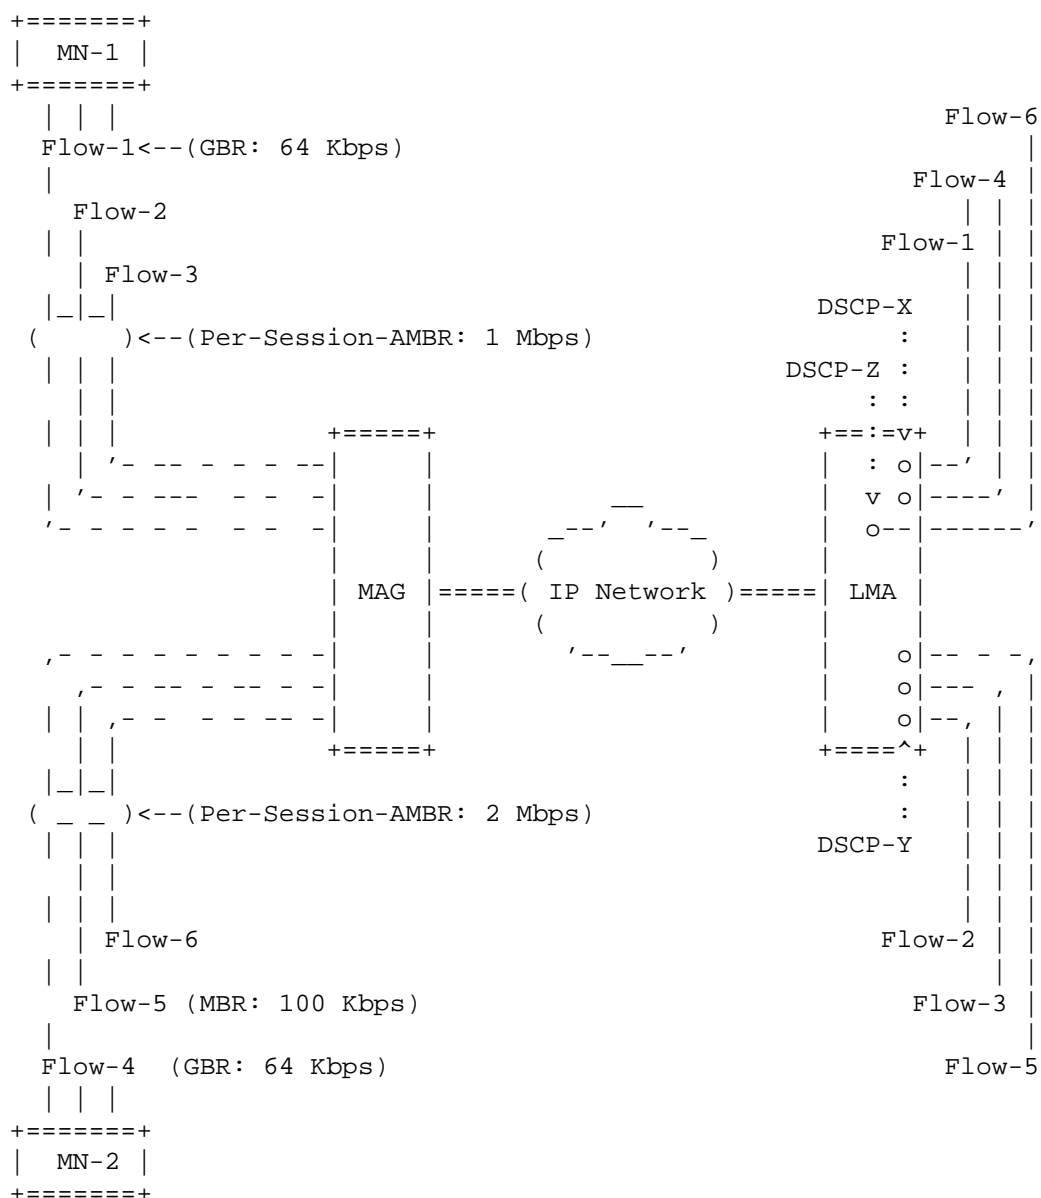 MN-1
Flow-6
Flow-1<--(GBR: 64 Kbps)
Flow-4
Flow-2
Flow-1
Flow-3
DSCP-X
( )<--(Per-Session-AMBR: 1 Mbps)
DSCP-Z
MAG =====( IP Network )===== LMA
( _ _ )<--(Per-Session-AMBR: 2 Mbps)
DSCP-Y
Flow-6 Flow-2
Flow-5 (MBR: 100 Kbps) Flow-3
Flow-4 (GBR: 64 Kbps) Flow-5
MN-2